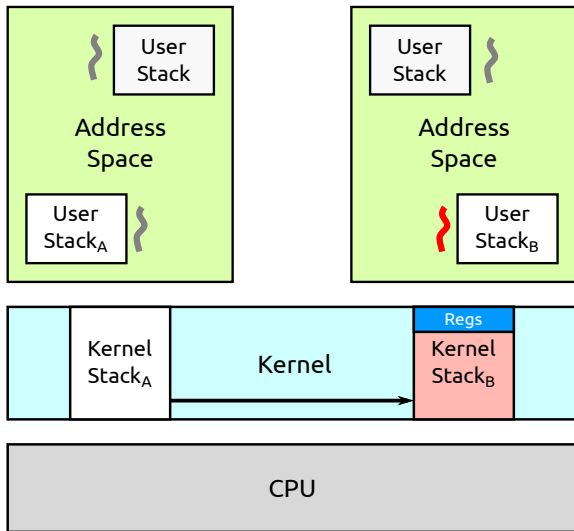 User
Stack
User
Stack
Address
Space
Address
Space
User
Stack_A
User
Stack_B
Regs
Kernel
Stack_A
Kernel
Kernel
Stack_B
CPU